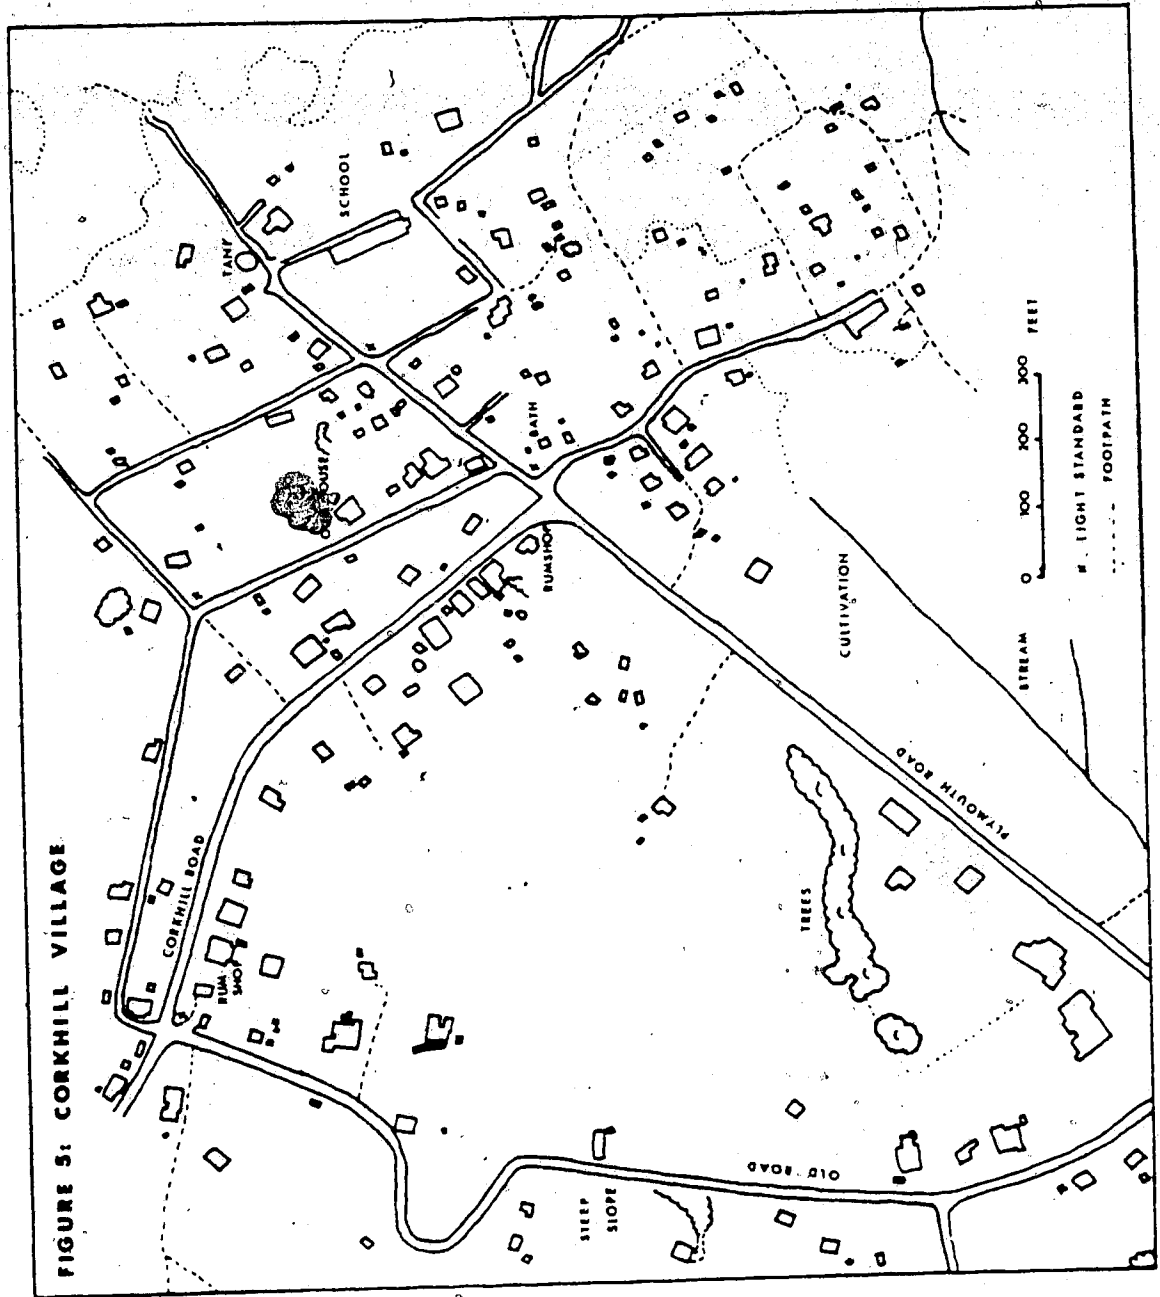 FIGURE 5: CORKHILL VILLAGE
CORKHILL ROAD
RUM
SHOP
STEEP
SLOPE
OLD ROAD
TREES
PLYMOUTH ROAD
RUMSHOP
BATH
TANK
SCHOOL
CULTIVATION
STREAM
0 100 200 300 FEET
x. LIGHT STANDARD
----- FOOTPATH